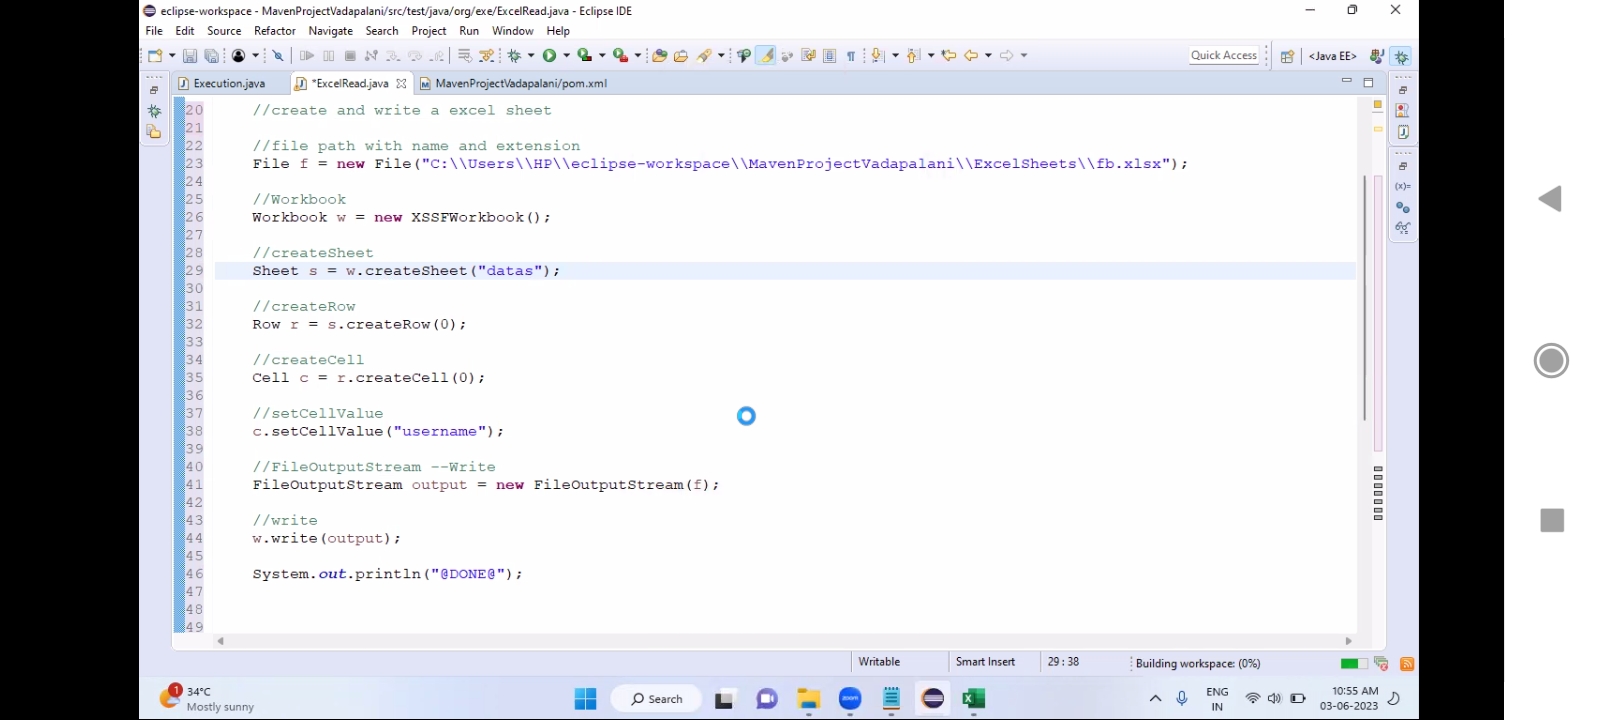 eclipse-workspace - MavenProjectVadapalani/src/test/java/org/exe/ExcelRead.java - Eclipse IDE
File Edit Source Refactor Navigate Search Project Run Window Help
Quick Access <Java EE>
Execution.java *ExcelRead.java MavenProjectVadapalani/pom.xml
20 //create and write a excel sheet
21
22 //file path with name and extension
23 File f = new File("C:\\Users\\HP\\eclipse-workspace\\MavenProjectVadapalani\\ExcelSheets\\fb.xlsx");
24
25 //Workbook
26 Workbook w = new XSSFWorkbook();
27
28 //createSheet
29 Sheet s = w.createSheet("datas");
30
31 //createRow
32 Row r = s.createRow(0);
33
34 //createCell
35 Cell c = r.createCell(0);
36
37 //setCellValue
38 c.setCellValue("username");
39
40 //FileOutputStream --Write
41 FileOutputStream output = new FileOutputStream(f);
42
43 //write
44 w.write(output);
45
46 System.out.println("@DONE@");
47
48
49
Writable Smart Insert 29 : 38 Building workspace: (0%)
1 34°C
Mostly sunny
Search
zoom
ENG
IN
10:55 AM
03-06-2023